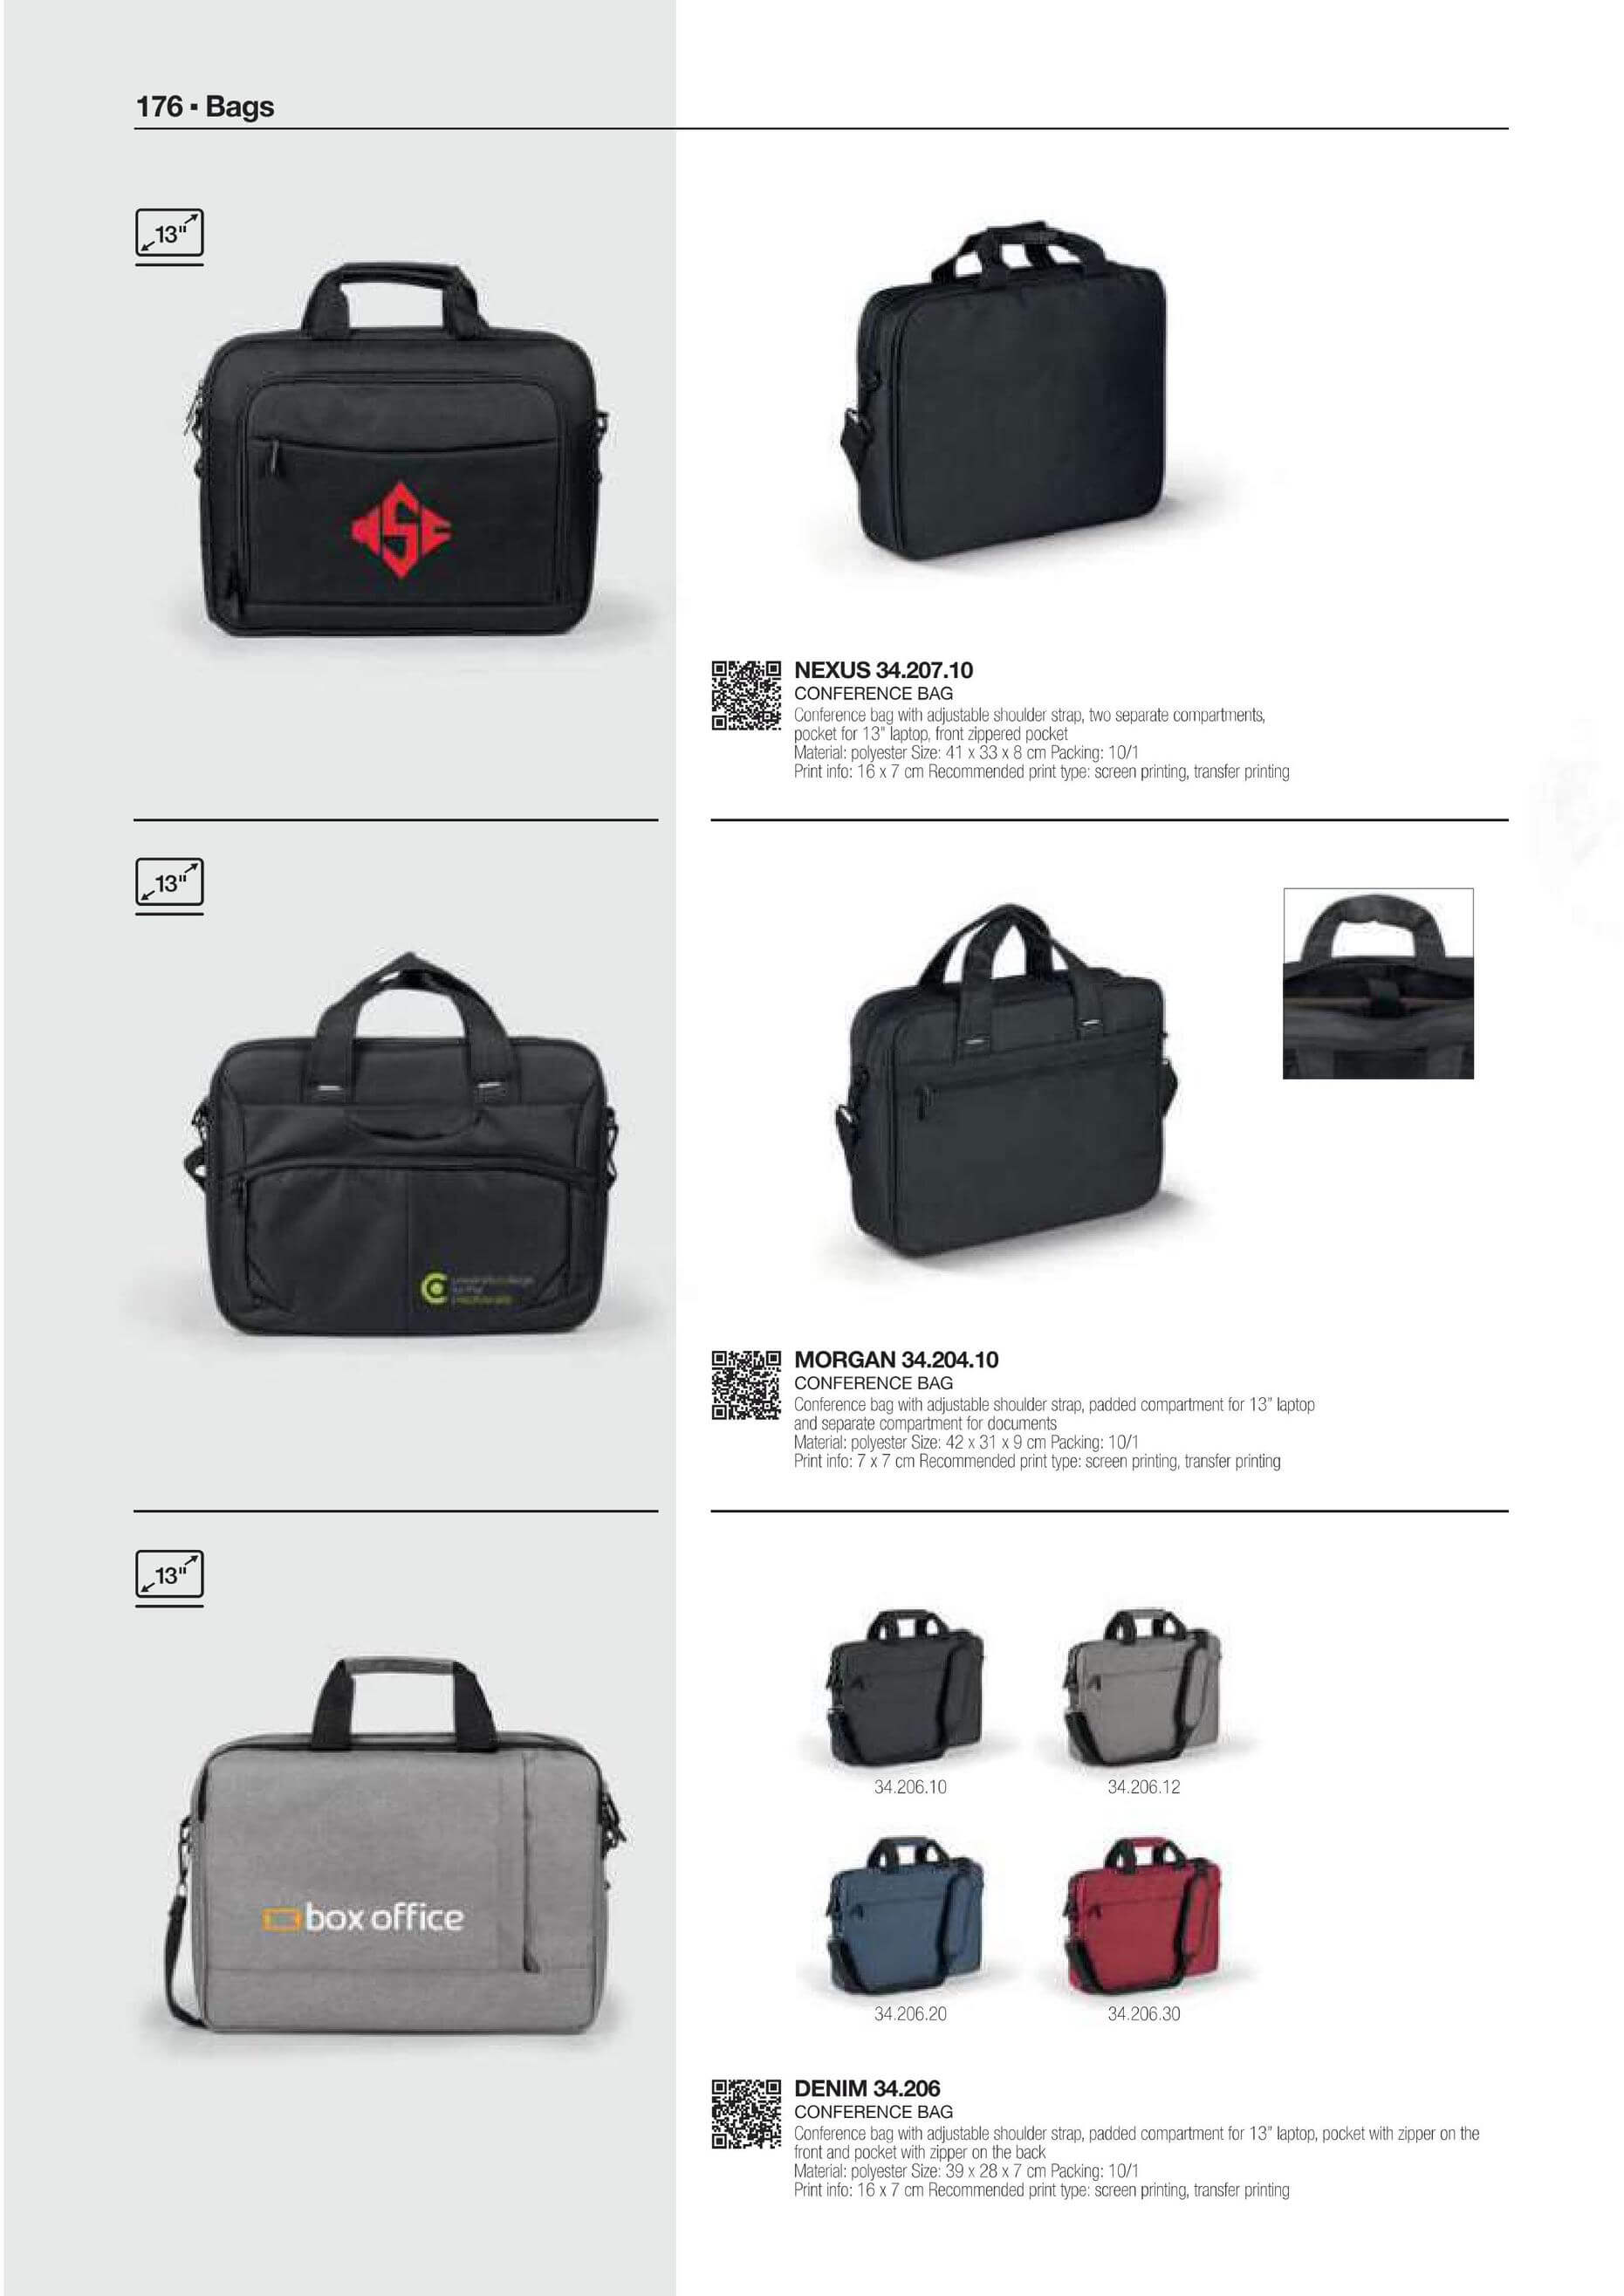 176 ▪ Bags
13"
NSC
NEXUS 34.207.10
CONFERENCE BAG
Conference bag with adjustable shoulder strap, two separate compartments,
pocket for 13" laptop, front zippered pocket
Material: polyester Size: 41 x 33 x 8 cm Packing: 10/1
Print info: 16 x 7 cm Recommended print type: screen printing, transfer printing
13"
MORGAN 34.204.10
CONFERENCE BAG
Conference bag with adjustable shoulder strap, padded compartment for 13" laptop
and separate compartment for documents
Material: polyester Size: 42 x 31 x 9 cm Packing: 10/1
Print info: 7 x 7 cm Recommended print type: screen printing, transfer printing
13"
box office
34.206.10
34.206.12
34.206.20
34.206.30
DENIM 34.206
CONFERENCE BAG
Conference bag with adjustable shoulder strap, padded compartment for 13" laptop, pocket with zipper on the
front and pocket with zipper on the back
Material: polyester Size: 39 x 28 x 7 cm Packing: 10/1
Print info: 16 x 7 cm Recommended print type: screen printing, transfer printing